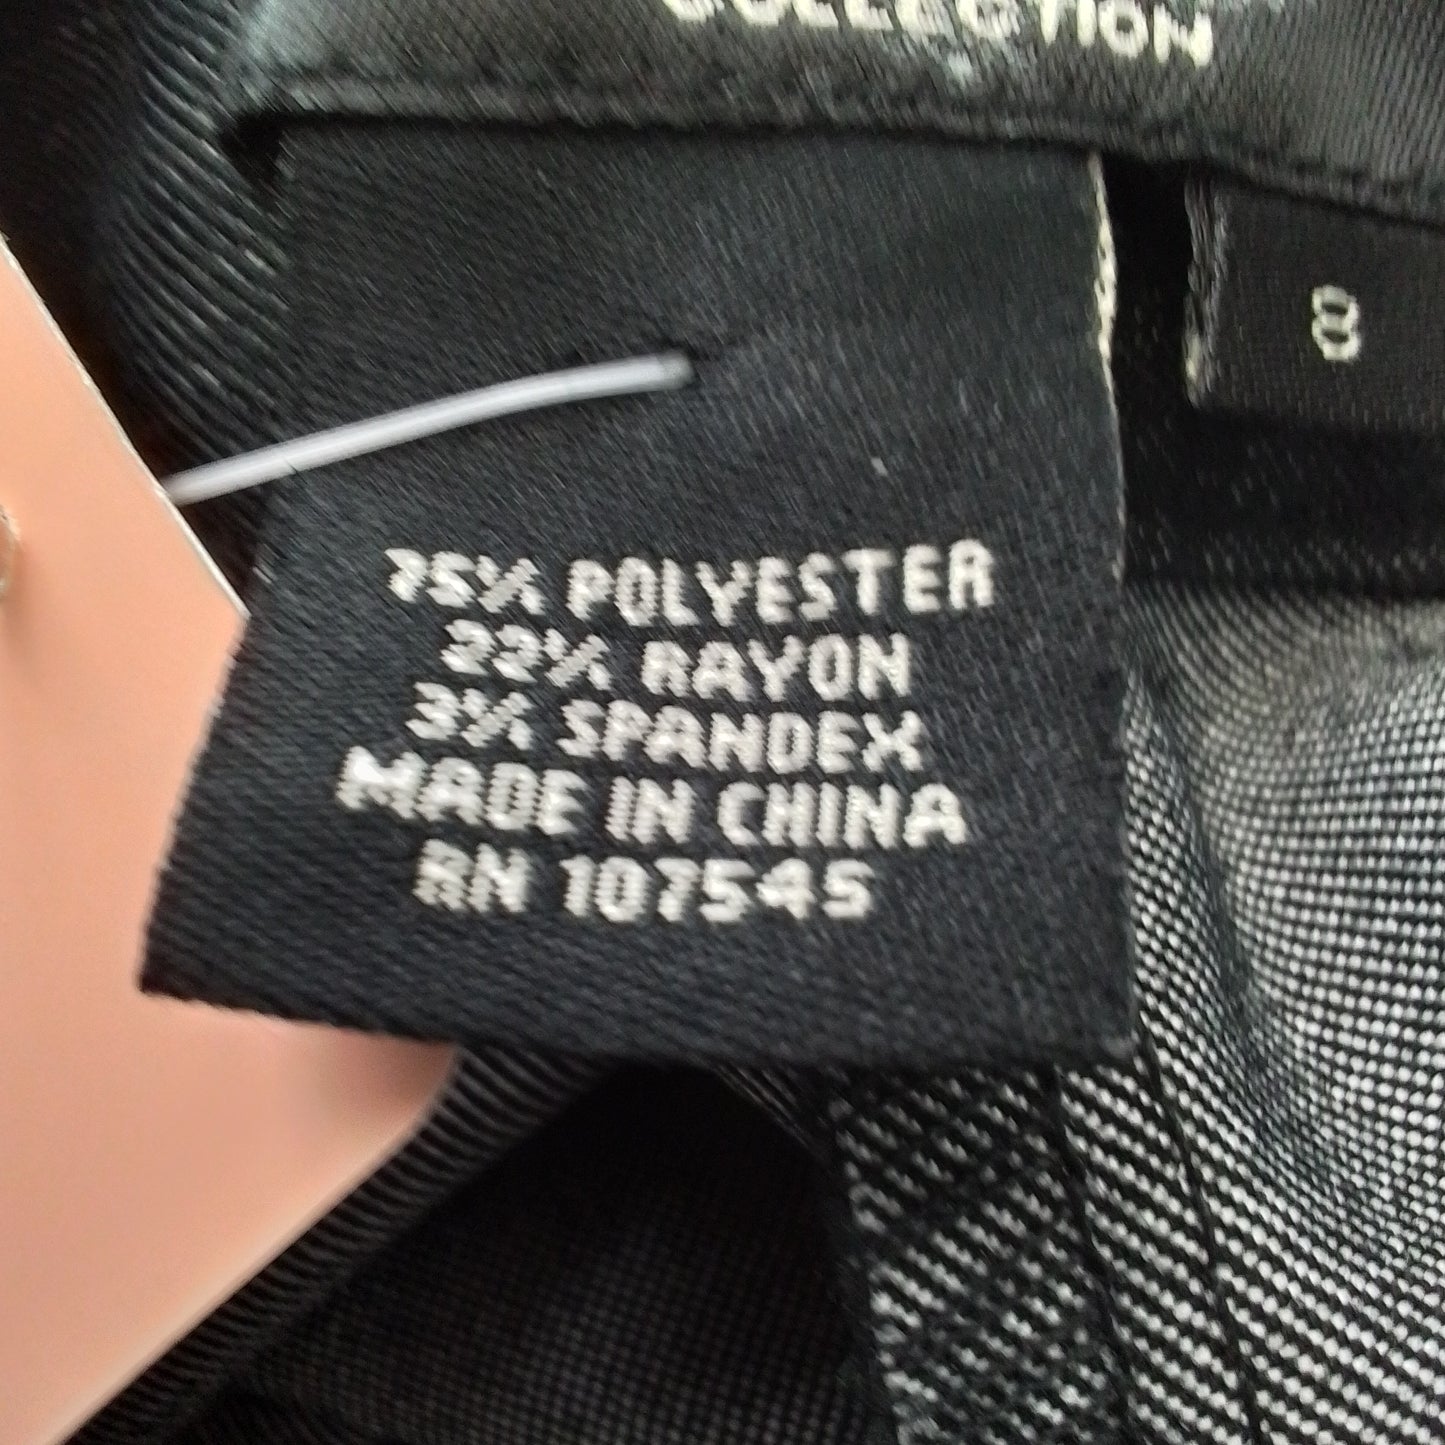 COLLECTION
8
75% POLYESTER
22% RAYON
3% SPANDEX
MADE IN CHINA
RN 107545